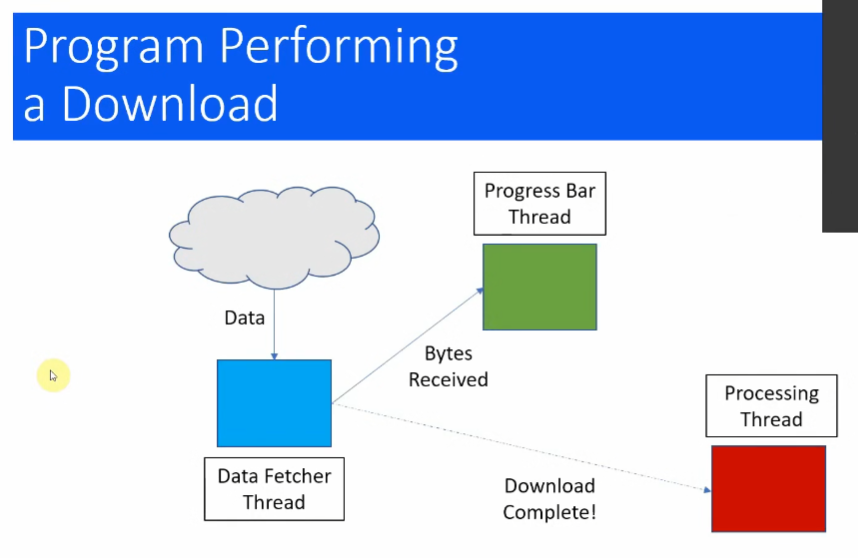 Program Performing
a Download
Progress Bar
Thread
Data
Bytes
Received
Processing
Thread
Data Fetcher
Thread
Download
Complete!